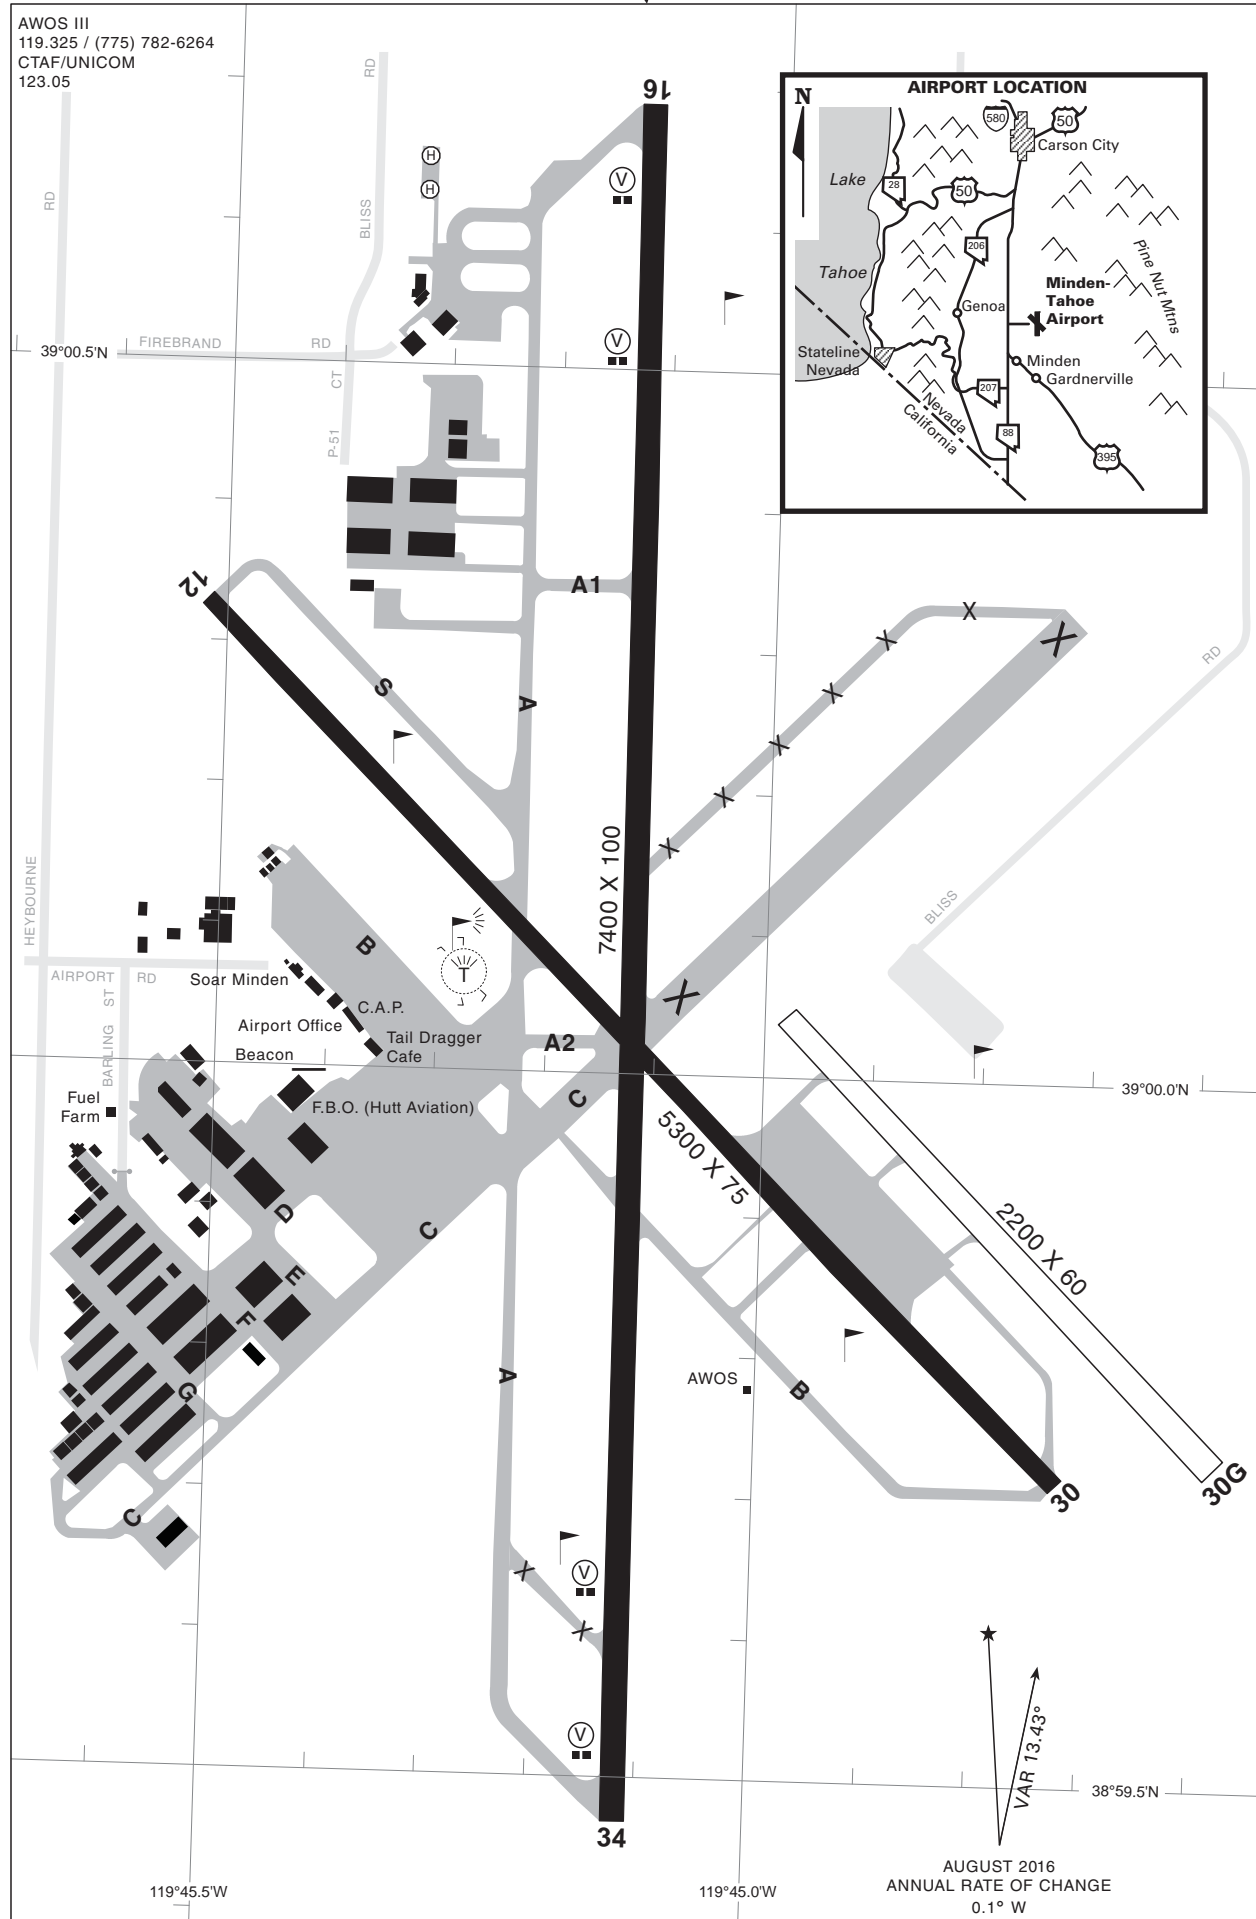 AWOS III
119.325 / (775) 782-6264
CTAF/UNICOM
123.05
RD
RD
BLISS
H
H
16
V
AIRPORT LOCATION
N
580
50
Carson City
Lake
28
50
206
Pine Nut Mtns
Tahoe
Minden-
Tahoe
Airport
Genoa
Stateline
Nevada
Minden
Gardnerville
207
Nevada
California
88
395
V
FIREBRAND RD
39°00.5'N
P-51 CT
12
A1
X
X
X
X
X
X
X
RD
S
A
7400 X 100
HEYBOURNE
B
T
BLISS
X
AIRPORT RD
Soar Minden
BARLING ST
C.A.P.
Airport Office
Tail Dragger
Cafe
A2
Beacon
39°00.0'N
Fuel
Farm
F.B.O. (Hutt Aviation)
C
5300 X 75
D
C
2200 X 60
E
F
A
AWOS
B
G
30
30G
C
X
V
X
V
VAR 13.43°
38°59.5'N
34
AUGUST 2016
ANNUAL RATE OF CHANGE
0.1° W
119°45.5'W
119°45.0'W